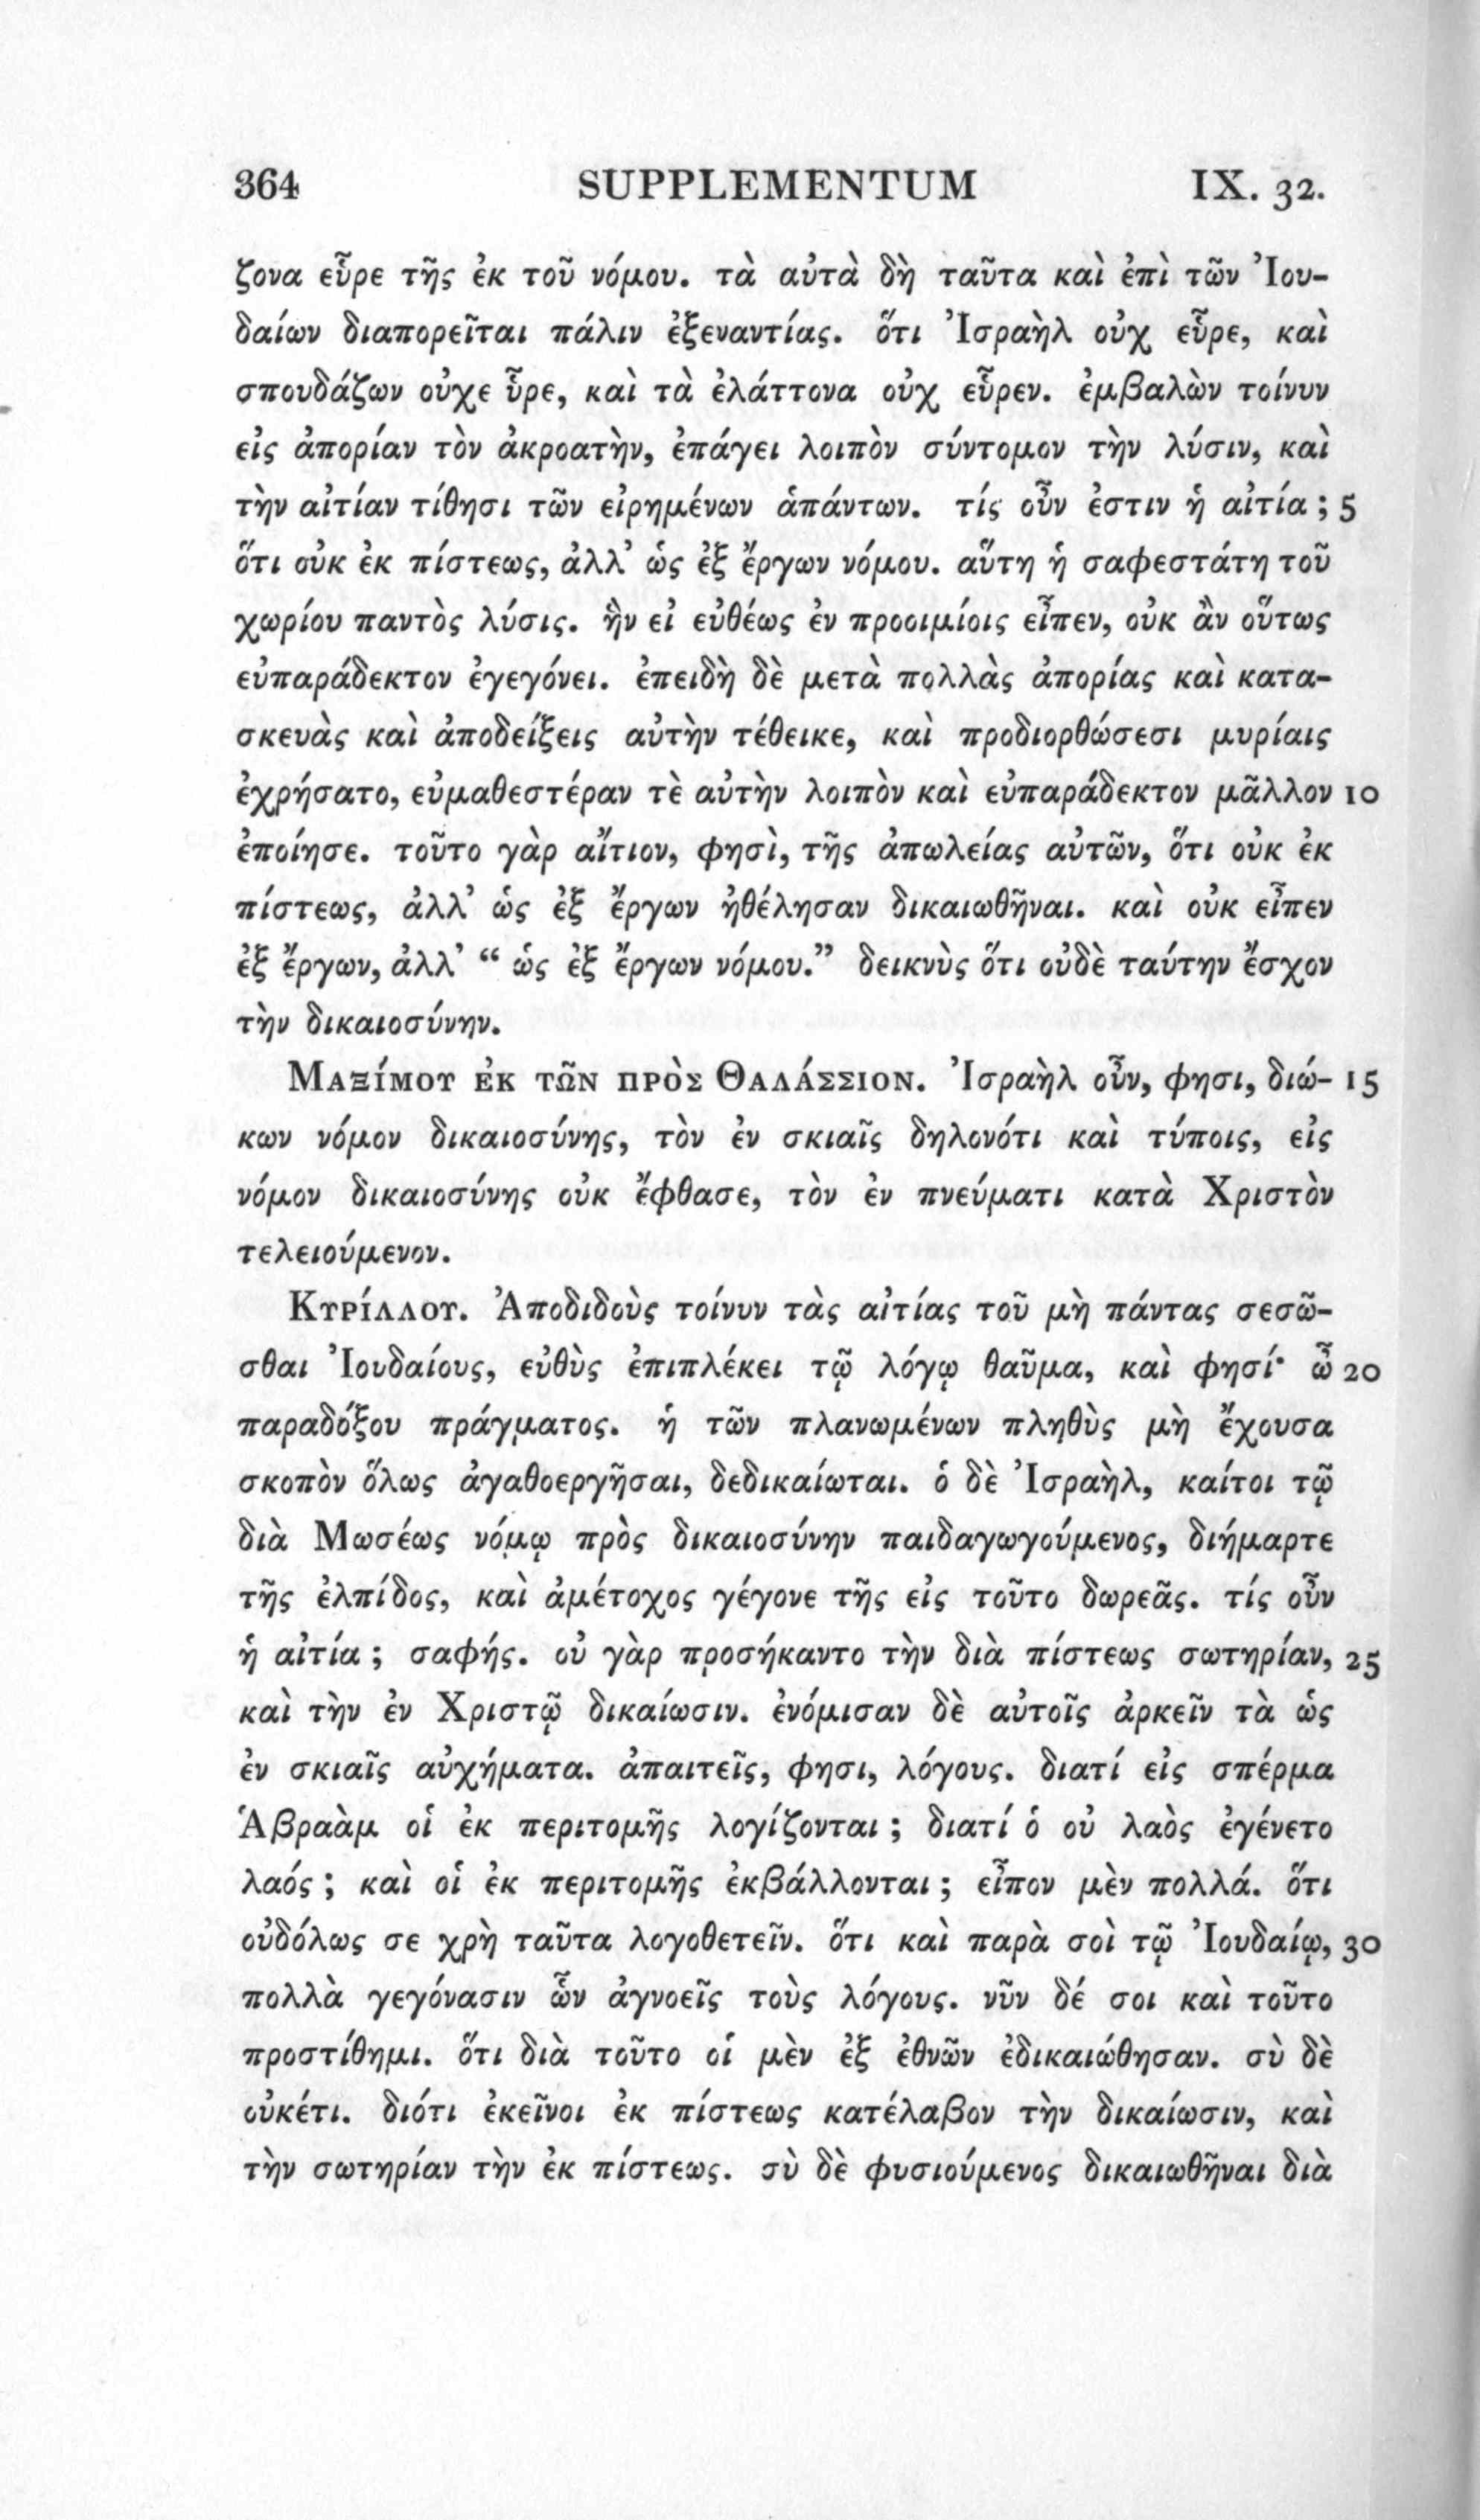 364 SUPPLEMENTUM IX. 32.
ζονα εὗρε τῆς ἐκ τοῦ νόμου. τὰ αὐτὰ δὴ ταῦτα καὶ ἐπὶ τῶν Ἰου-
δαίων διαπορεῖται πάλιν ἐξεναντίας. ὅτι Ἰσραὴλ οὐχ εὗρε, καὶ
σπουδάζων οὐχε ὗρε, καὶ τὰ ἐλάττονα οὐχ εὗρεν. ἐμβαλὼν τοίνυν
εἰς ἀπορίαν τὸν ἀκροατὴν, ἐπάγει λοιπὸν σύντομον τὴν λύσιν, καὶ
τὴν αἰτίαν τίθησι τῶν εἰρημένων ἁπάντων. τίς οὖν ἐστιν ἡ αἰτία ; 5
ὅτι οὐκ ἐκ πίστεως, ἀλλ’ ὡς ἐξ ἔργων νόμου. αὕτη ἡ σαφεστάτη τοῦ
χωρίου παντὸς λύσις. ἣν εἰ εὐθέως ἐν προοιμίοις εἶπεν, οὐκ ἂν οὕτως
εὐπαράδεκτον ἐγεγόνει. ἐπειδὴ δὲ μετὰ πολλὰς ἀπορίας καὶ κατα-
σκευὰς καὶ ἀποδείξεις αὐτὴν τέθεικε, καὶ προδιορθώσεσι μυρίαις
ἐχρήσατο, εὐμαθεστέραν τὲ αὐτὴν λοιπὸν καὶ εὐπαράδεκτον μᾶλλον 10
ἐποίησε. τοῦτο γὰρ αἴτιον, φησὶ, τῆς ἀπωλείας αὐτῶν, ὅτι οὐκ ἐκ
πίστεως, ἀλλ’ ὡς ἐξ ἔργων ἠθέλησαν δικαιωθῆναι. καὶ οὐκ εἶπεν
ἐξ ἔργων, ἀλλ’ “ ὡς ἐξ ἔργων νόμου.” δεικνὺς ὅτι οὐδὲ ταύτην ἔσχον
τὴν δικαιοσύνην.
Μαξίμου ἐκ τῶν πρὸς Θαλάσσιον. Ἰσραὴλ οὖν, φησι, διώ- 15
κων νόμον δικαιοσύνης, τὸν ἐν σκιαῖς δηλονότι καὶ τύποις, εἰς
νόμον δικαιοσύνης οὐκ ἔφθασε, τὸν ἐν πνεύματι κατὰ Χριστὸν
τελειούμενον.
Κυρίλλου. Ἀποδιδοὺς τοίνυν τὰς αἰτίας τοῦ μὴ πάντας σεσῶ-
σθαι Ἰουδαίους, εὐθὺς ἐπιπλέκει τῷ λόγῳ θαῦμα, καὶ φησί· ὦ 20
παραδόξου πράγματος. ἡ τῶν πλανωμένων πληθὺς μὴ ἔχουσα
σκοπὸν ὅλως ἀγαθοεργῆσαι, δεδικαίωται. ὁ δὲ Ἰσραὴλ, καίτοι τῷ
διὰ Μωσέως νόμῳ πρὸς δικαιοσύνην παιδαγωγούμενος, διήμαρτε
τῆς ἐλπίδος, καὶ ἀμέτοχος γέγονε τῆς εἰς τοῦτο δωρεᾶς. τίς οὖν
ἡ αἰτία ; σαφής. οὐ γὰρ προσήκαντο τὴν διὰ πίστεως σωτηρίαν, 25
καὶ τὴν ἐν Χριστῷ δικαίωσιν. ἐνόμισαν δὲ αὐτοῖς ἀρκεῖν τὰ ὡς
ἐν σκιαῖς αὐχήματα. ἀπαιτεῖς, φησι, λόγους. διατί εἰς σπέρμα
Ἁβραὰμ οἱ ἐκ περιτομῆς λογίζονται ; διατί ὁ οὐ λαὸς ἐγένετο
λαός ; καὶ οἱ ἐκ περιτομῆς ἐκβάλλονται ; εἶπον μὲν πολλά. ὅτι
οὐδόλως σε χρὴ ταῦτα λογοθετεῖν. ὅτι καὶ παρὰ σοὶ τῷ Ἰουδαίῳ, 30
πολλὰ γεγόνασιν ὧν ἀγνοεῖς τοὺς λόγους. νῦν δέ σοι καὶ τοῦτο
προστίθημι. ὅτι διὰ τοῦτο οἱ μὲν ἐξ ἐθνῶν ἐδικαιώθησαν. σὺ δὲ
οὐκέτι. διότι ἐκεῖνοι ἐκ πίστεως κατέλαβον τὴν δικαίωσιν, καὶ
τὴν σωτηρίαν τὴν ἐκ πίστεως. σὺ δὲ φυσιούμενος δικαιωθῆναι διὰ